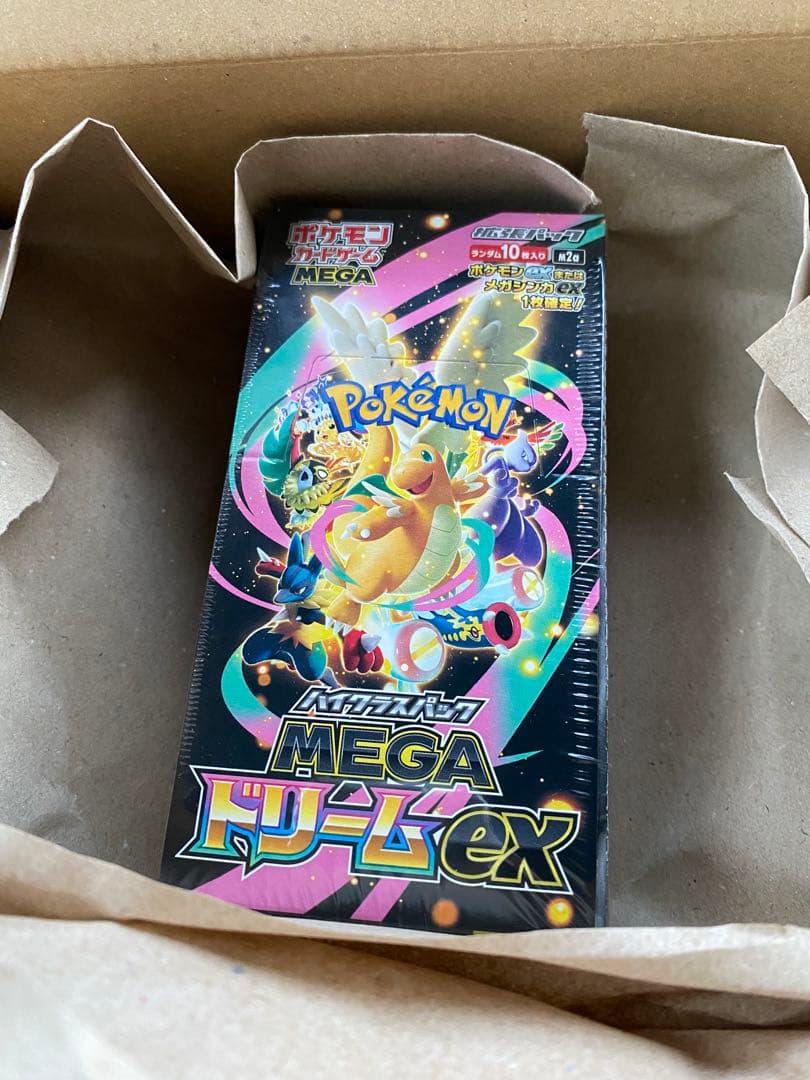 ポケモン
カードゲーム
MEGA
拡張パック
ランダム10枚入り
M2a
ポケモンexまたは
メガシンカex
1枚確定!
POKéMON
ハイクラスパック
MEGA
ドリームex